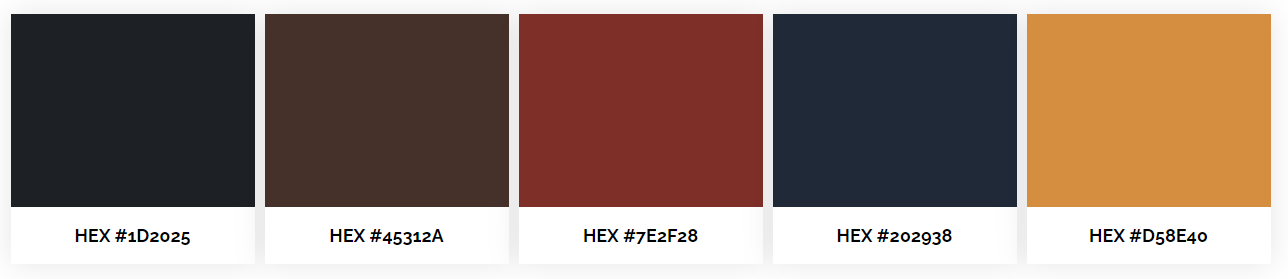 HEX #1D2025
HEX #45312A
HEX #7E2F28
HEX #202938
HEX #D58E40